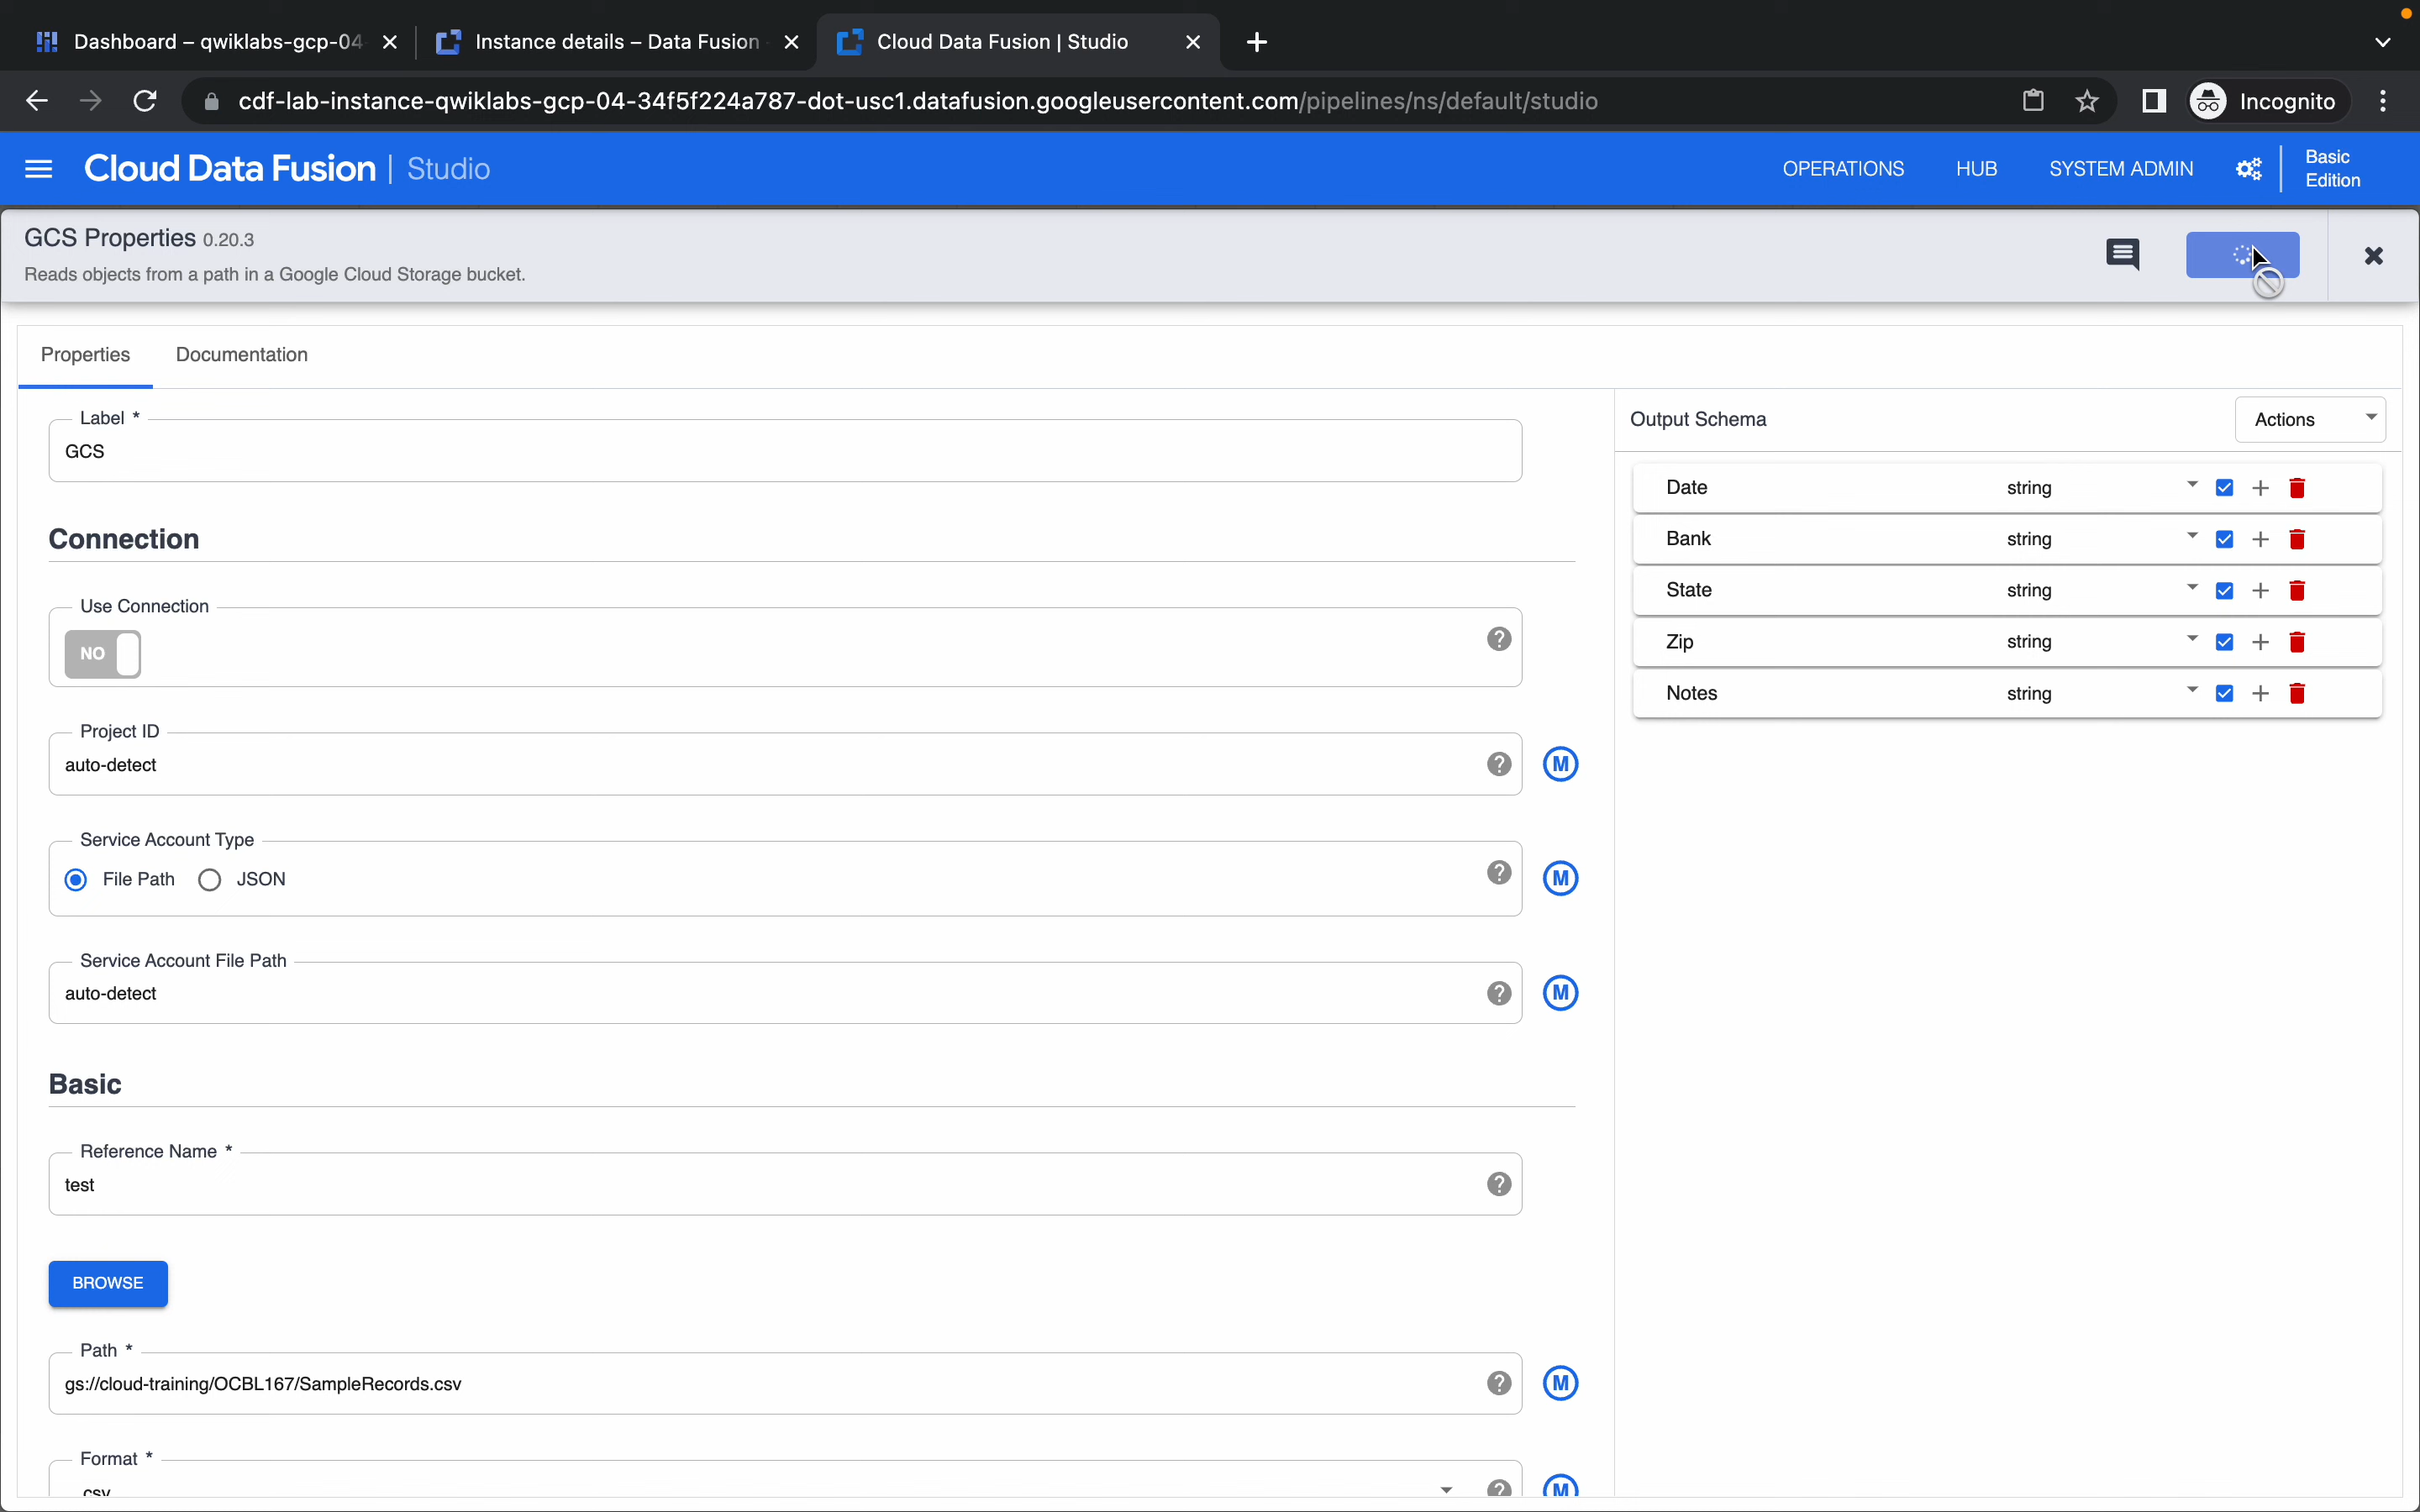 Dashboard – qwiklabs-gcp-04
Instance details – Data Fusion
Cloud Data Fusion | Studio
cdf-lab-instance-qwiklabs-gcp-04-34f5f224a787-dot-usc1.datafusion.googleusercontent.com/pipelines/ns/default/studio
Incognito
Cloud Data Fusion | Studio
OPERATIONS
HUB
SYSTEM ADMIN
Basic
Edition
GCS Properties 0.20.3
Reads objects from a path in a Google Cloud Storage bucket.
Properties
Documentation
Label *
GCS
Connection
Use Connection
NO
Project ID
auto-detect
M
Service Account Type
File Path
JSON
M
Service Account File Path
auto-detect
M
Basic
Reference Name *
test
BROWSE
Path *
gs://cloud-training/OCBL167/SampleRecords.csv
M
Format *
csv
M
Output Schema
Actions
Date string
Bank string
State string
Zip string
Notes string